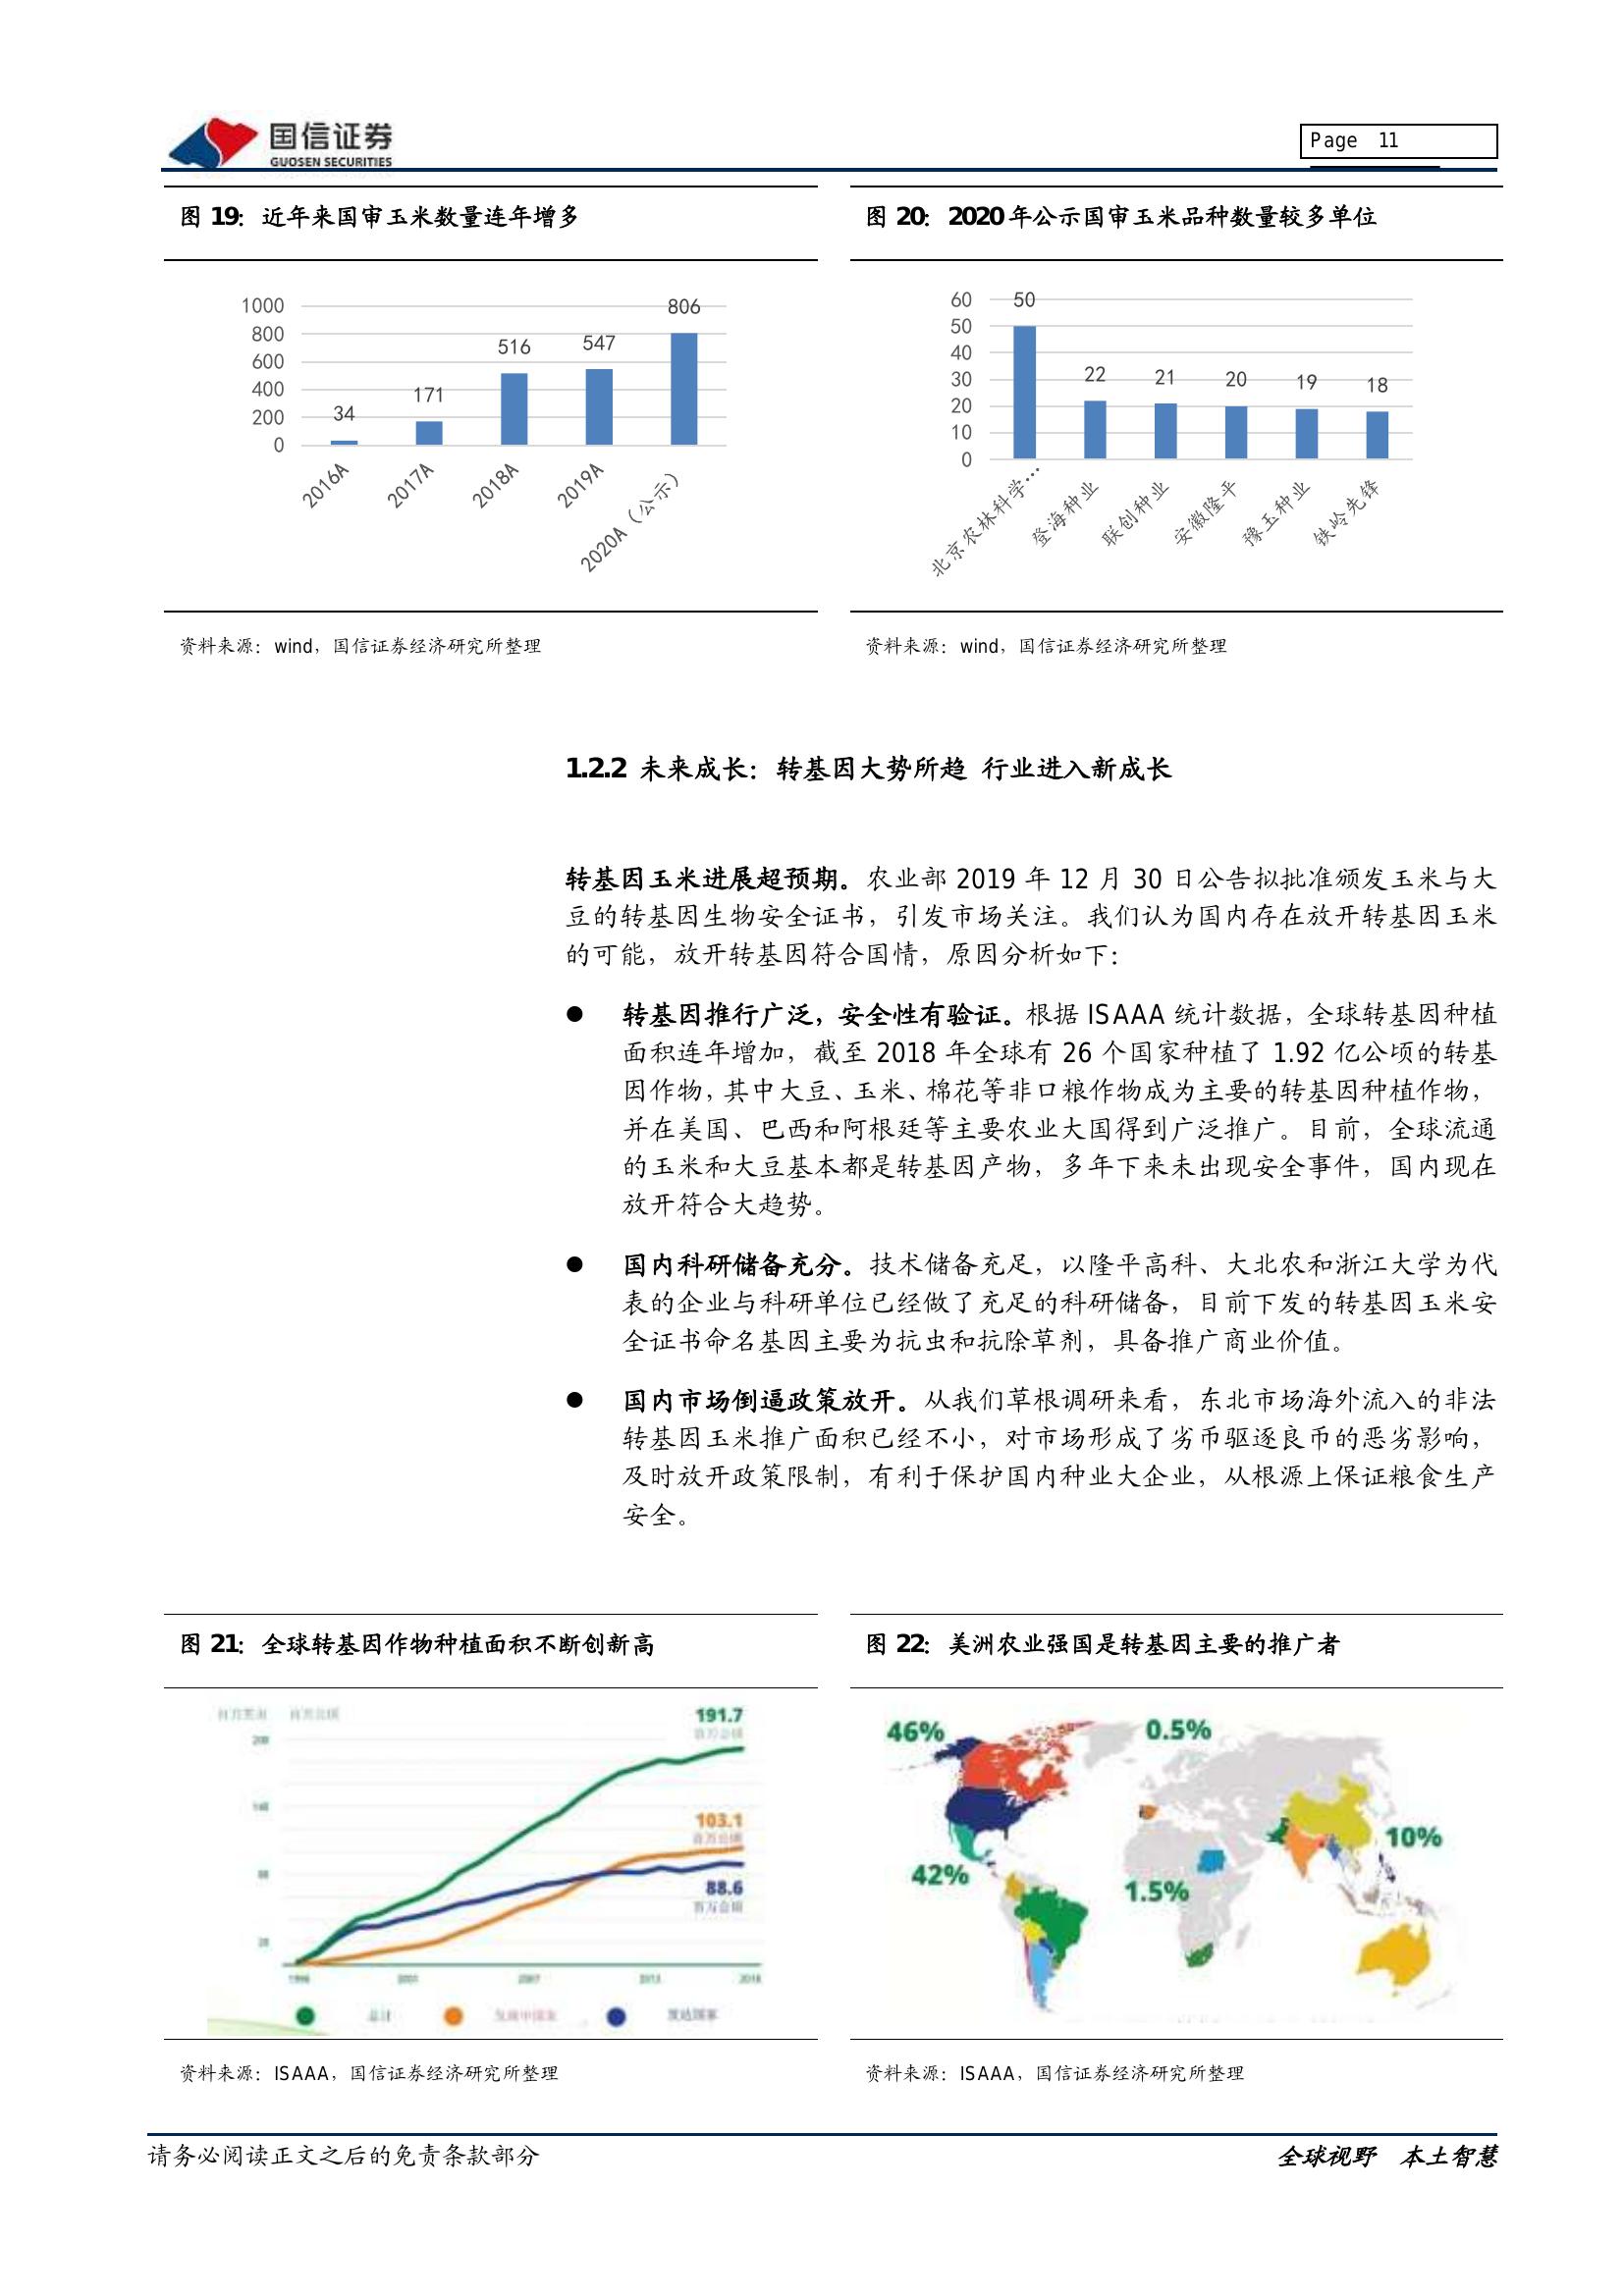 国信证券
GUOSEN SECURITIES
Page 11
图 19：近年来国审玉米数量连年增多
1000
800
600
400
200
0
34
171
516
547
806
2016A
2017A
2018A
2019A
2020A（公示）
资料来源：wind，国信证券经济研究所整理
图 20：2020 年公示国审玉米品种数量较多单位
60
50
40
30
20
10
0
50
22
21
20
19
18
北京农林科学…
登海种业
联创种业
安徽隆平
豫玉种业
铁岭先锋
资料来源：wind，国信证券经济研究所整理
1.2.2 未来成长：转基因大势所趋 行业进入新成长
转基因玉米进展超预期。农业部 2019 年 12 月 30 日公告拟批准颁发玉米与大
豆的转基因生物安全证书，引发市场关注。我们认为国内存在放开转基因玉米
的可能，放开转基因符合国情，原因分析如下：
● 转基因推行广泛，安全性有验证。根据 ISAAA 统计数据，全球转基因种植
面积连年增加，截至 2018 年全球有 26 个国家种植了 1.92 亿公顷的转基
因作物，其中大豆、玉米、棉花等非口粮作物成为主要的转基因种植作物，
并在美国、巴西和阿根廷等主要农业大国得到广泛推广。目前，全球流通
的玉米和大豆基本都是转基因产物，多年下来未出现安全事件，国内现在
放开符合大趋势。
● 国内科研储备充分。技术储备充足，以隆平高科、大北农和浙江大学为代
表的企业与科研单位已经做了充足的科研储备，目前下发的转基因玉米安
全证书命名基因主要为抗虫和抗除草剂，具备推广商业价值。
● 国内市场倒逼政策放开。从我们草根调研来看，东北市场海外流入的非法
转基因玉米推广面积已经不小，对市场形成了劣币驱逐良币的恶劣影响，
及时放开政策限制，有利于保护国内种业大企业，从根源上保证粮食生产
安全。
图 21：全球转基因作物种植面积不断创新高
百万公顷
200
191.7
百万公顷
103.1
百万公顷
88.6
百万公顷
1996
2013
2018
总计
发展中国家
发达国家
资料来源：ISAAA，国信证券经济研究所整理
图 22：美洲农业强国是转基因主要的推广者
46%
0.5%
10%
42%
1.5%
资料来源：ISAAA，国信证券经济研究所整理
请务必阅读正文之后的免责条款部分
全球视野 本土智慧